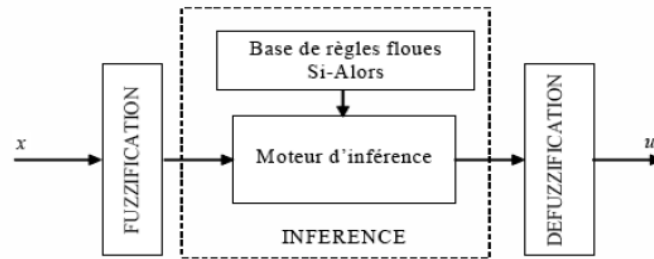 Base de règles floues
Si-Alors
x
FUZZIFICATION
Moteur d'inférence
DEFUZZIFICATION
u
INFERENCE